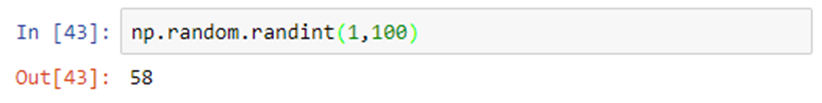 In [43]: np.random.randint(1,100)
Out[43]: 58